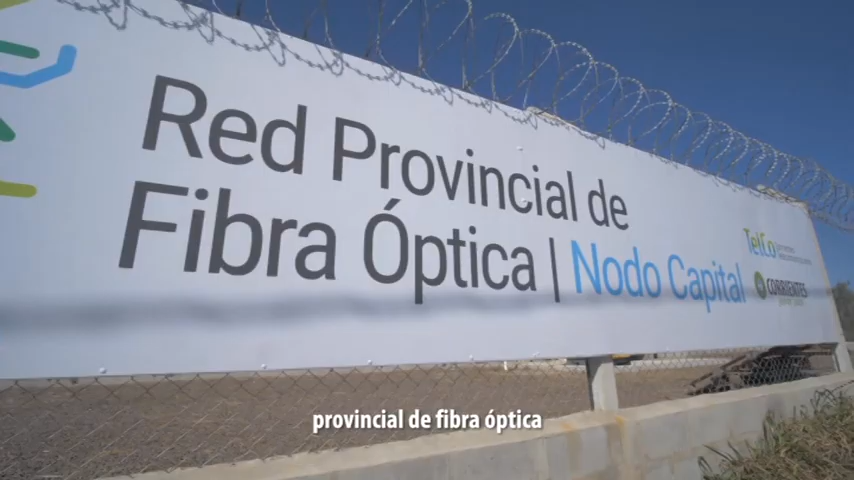 Red Provincial de
Fibra Óptica | Nodo Capital
TelCo
CORRIENTES
provincial de fibra óptica